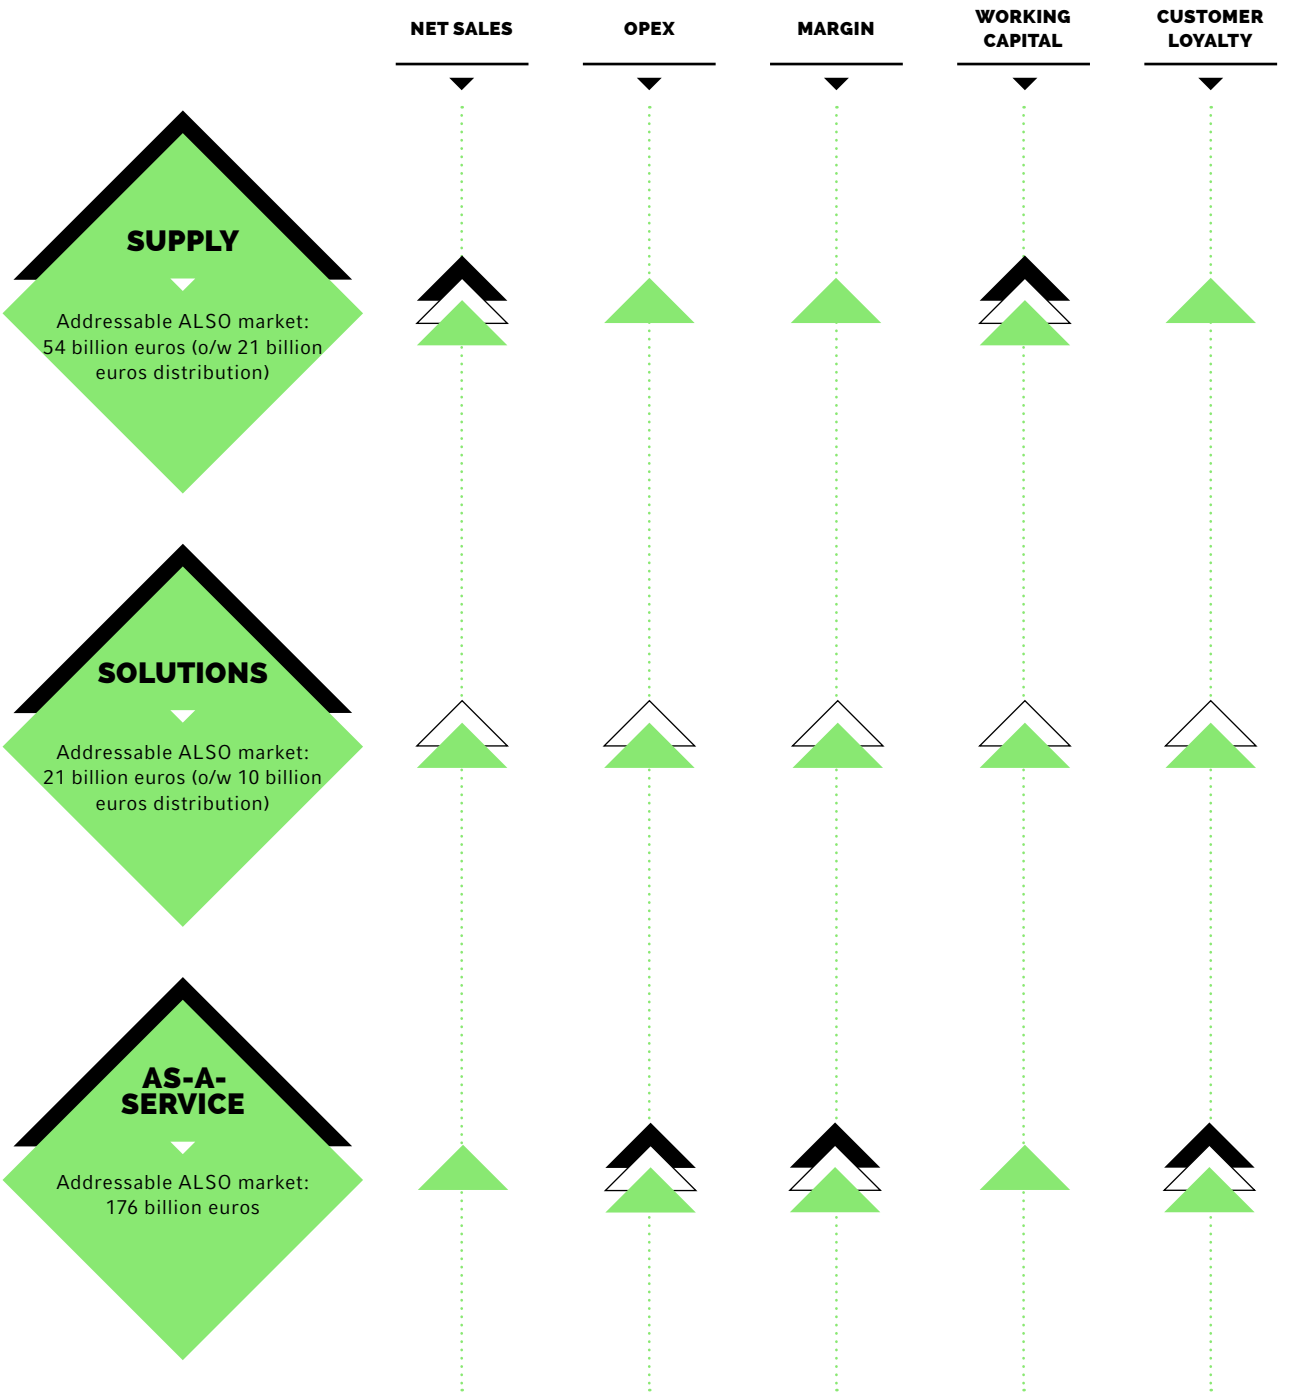 NET SALES
OPEX
MARGIN
WORKING
CAPITAL
CUSTOMER
LOYALTY
SUPPLY
Addressable ALSO market:
54 billion euros (o/w 21 billion
euros distribution)
SOLUTIONS
Addressable ALSO market:
21 billion euros (o/w 10 billion
euros distribution)
AS-A-
SERVICE
Addressable ALSO market:
176 billion euros